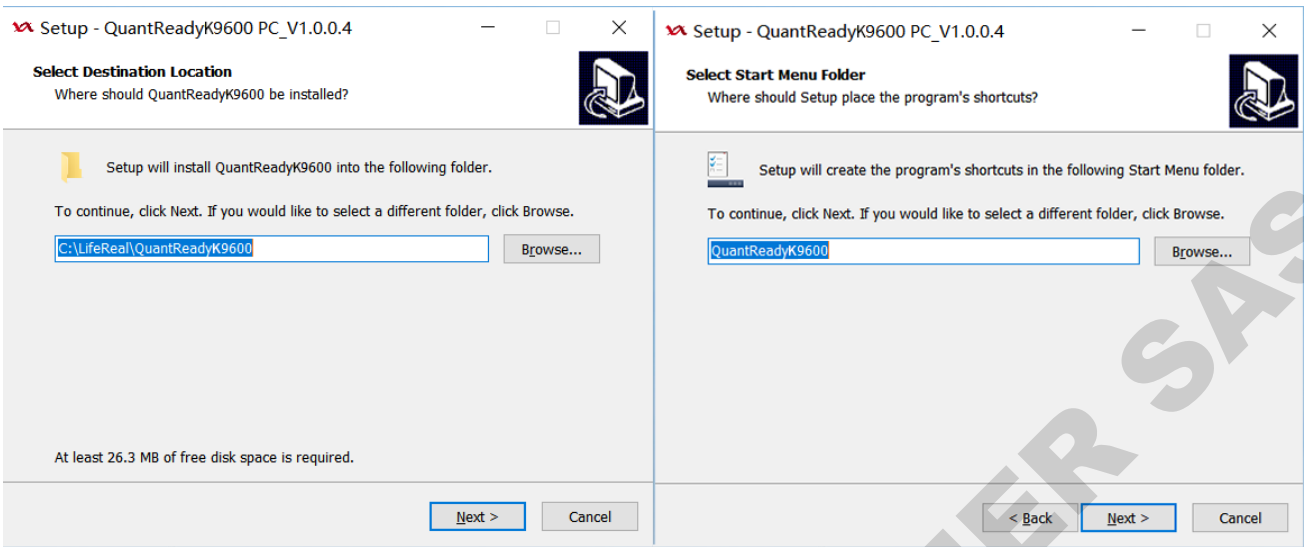 Setup - QuantReadyK9600 PC_V1.0.0.4
Select Destination Location
Where should QuantReadyK9600 be installed?
Setup will install QuantReadyK9600 into the following folder.
To continue, click Next. If you would like to select a different folder, click Browse.
C:\LifeReal\QuantReadyK9600
Browse...
At least 26.3 MB of free disk space is required.
Next >
Cancel
Setup - QuantReadyK9600 PC_V1.0.0.4
Select Start Menu Folder
Where should Setup place the program's shortcuts?
Setup will create the program's shortcuts in the following Start Menu folder.
To continue, click Next. If you would like to select a different folder, click Browse.
QuantReadyK9600
Browse...
< Back
Next >
Cancel